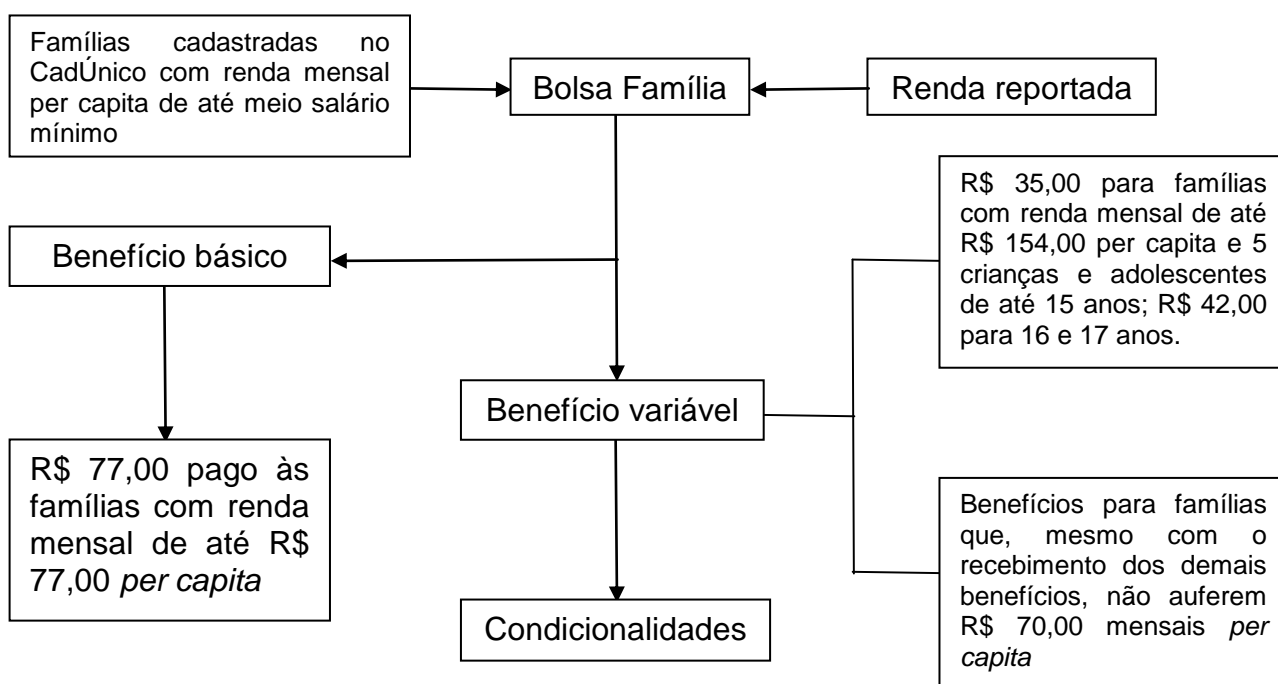 Famílias cadastradas no
CadÚnico com renda mensal
per capita de até meio salário
mínimo
Bolsa Família
Renda reportada
R$ 35,00 para famílias
com renda mensal de até
R$ 154,00 per capita e 5
crianças e adolescentes
de até 15 anos; R$ 42,00
para 16 e 17 anos.
Benefício básico
Benefício variável
R$ 77,00 pago às
famílias com renda
mensal de até R$
77,00 per capita
Benefícios para famílias
que, mesmo com o
recebimento dos demais
benefícios, não auferem
R$ 70,00 mensais per
capita
Condicionalidades